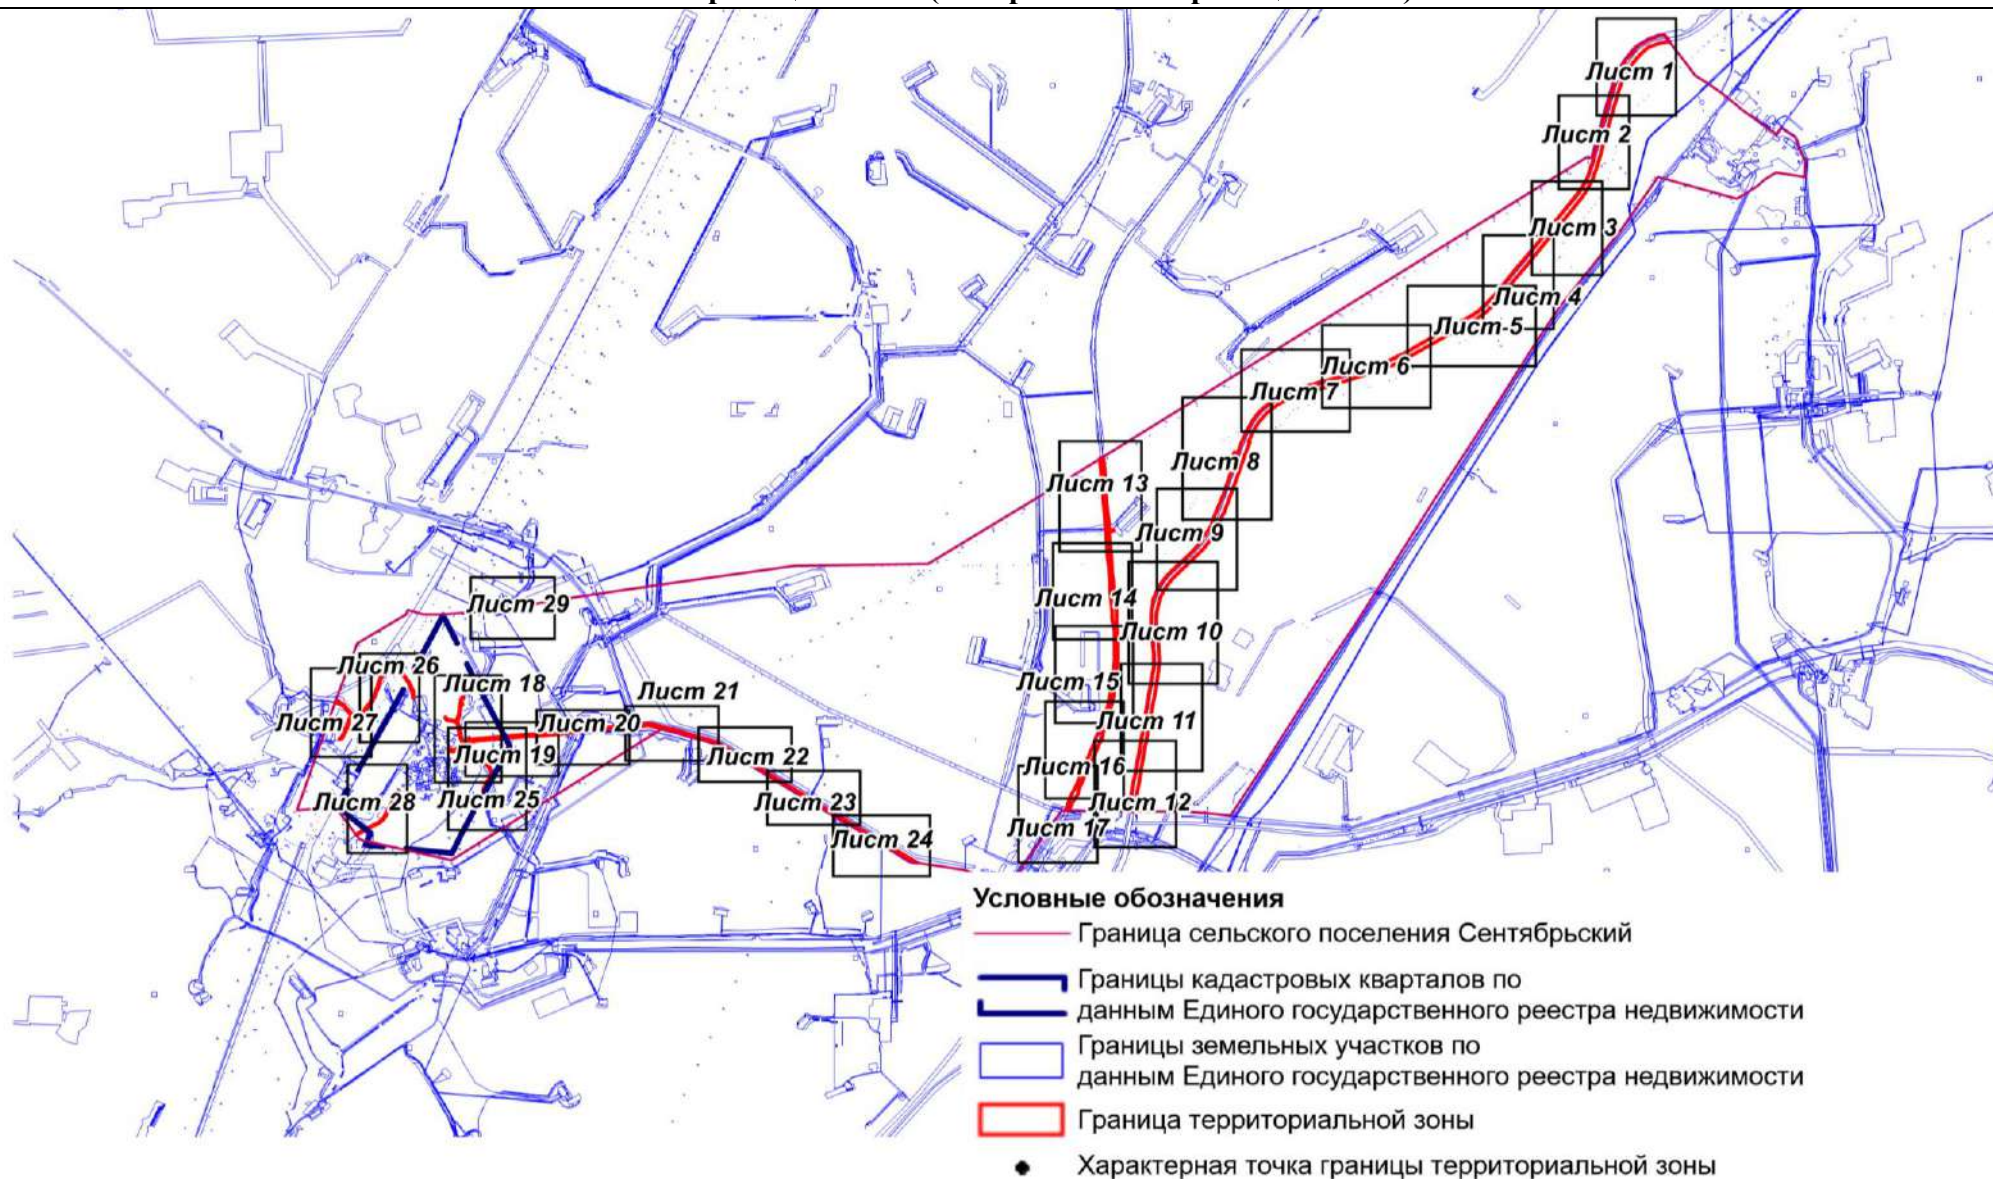 Лист 1
Лист 2
Лист 3
Лист 4
Лист 5
Лист 6
Лист 7
Лист 8
Лист 13
Лист 9
Лист 14
Лист 29
Лист 10
Лист 26
Лист 18
Лист 21
Лист 15
Лист 27
Лист 20
Лист 11
Лист 19
Лист 22
Лист 16
Лист 28
Лист 25
Лист 23
Лист 12
Лист 17
Лист 24
Условные обозначения
Граница сельского поселения Сентябрьский
Границы кадастровых кварталов по
данным Единого государственного реестра недвижимости
Границы земельных участков по
данным Единого государственного реестра недвижимости
Граница территориальной зоны
Характерная точка границы территориальной зоны